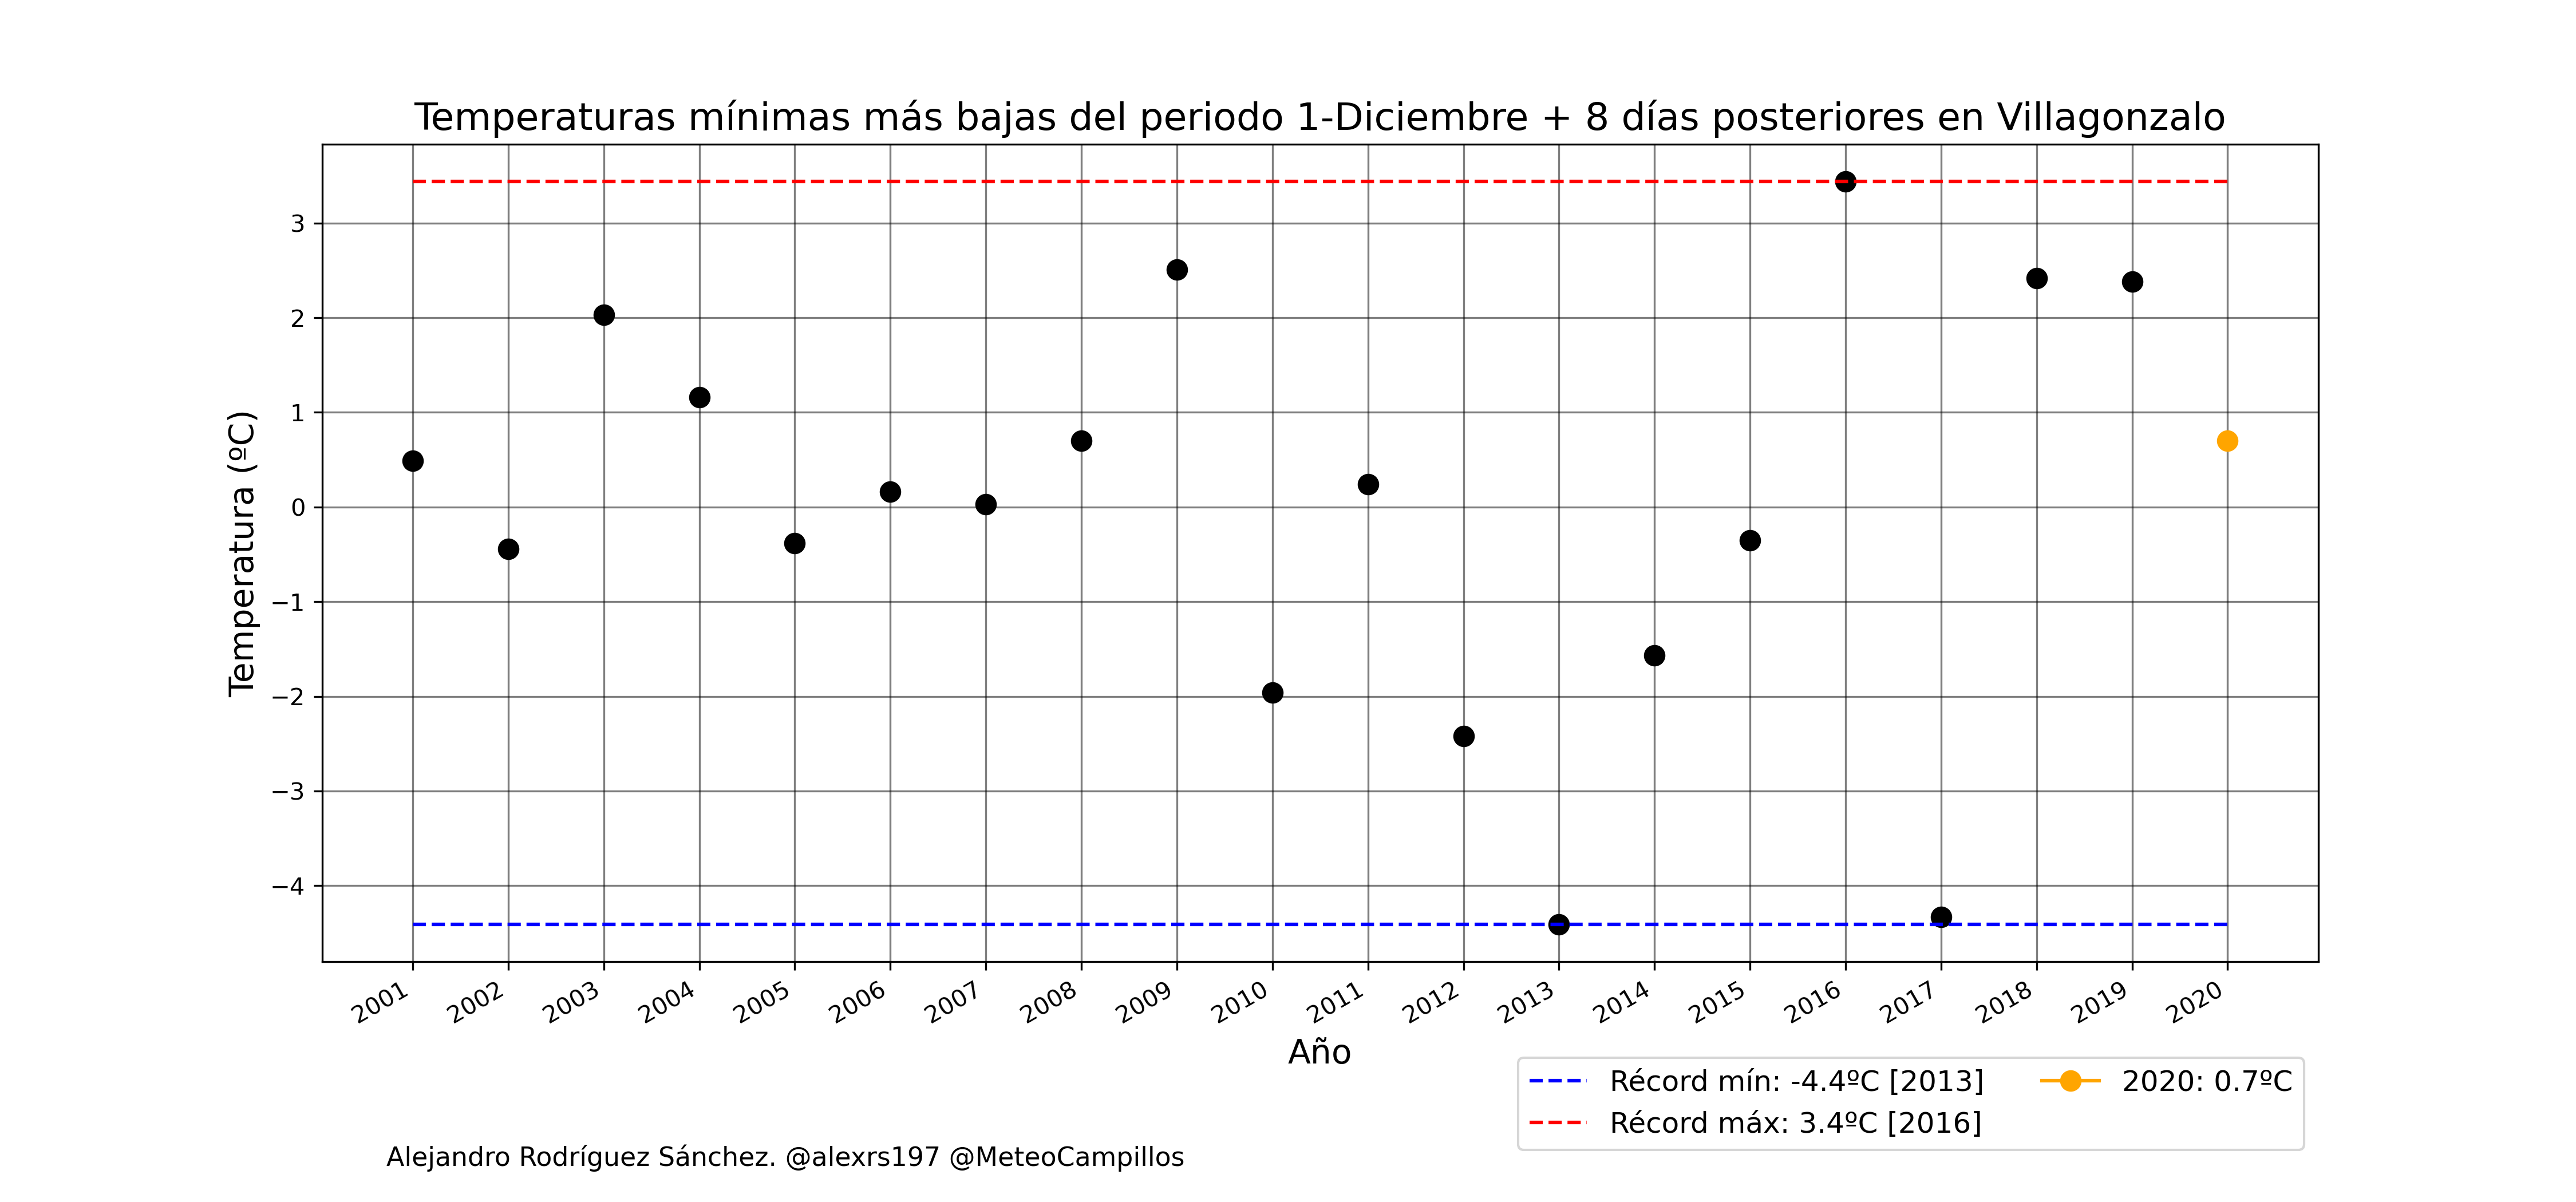 Temperaturas mínimas más bajas del periodo 1-Diciembre + 8 días posteriores en Villagonzalo
Temperatura (ºC)
3
2
1
0
−1
−2
−3
−4
2001 2002 2003 2004 2005 2006 2007 2008 2009 2010 2011 2012 2013 2014 2015 2016 2017 2018 2019 2020
Año
Récord mín: -4.4ºC [2013]
Récord máx: 3.4ºC [2016]
2020: 0.7ºC
Alejandro Rodríguez Sánchez. @alexrs197 @MeteoCampillos